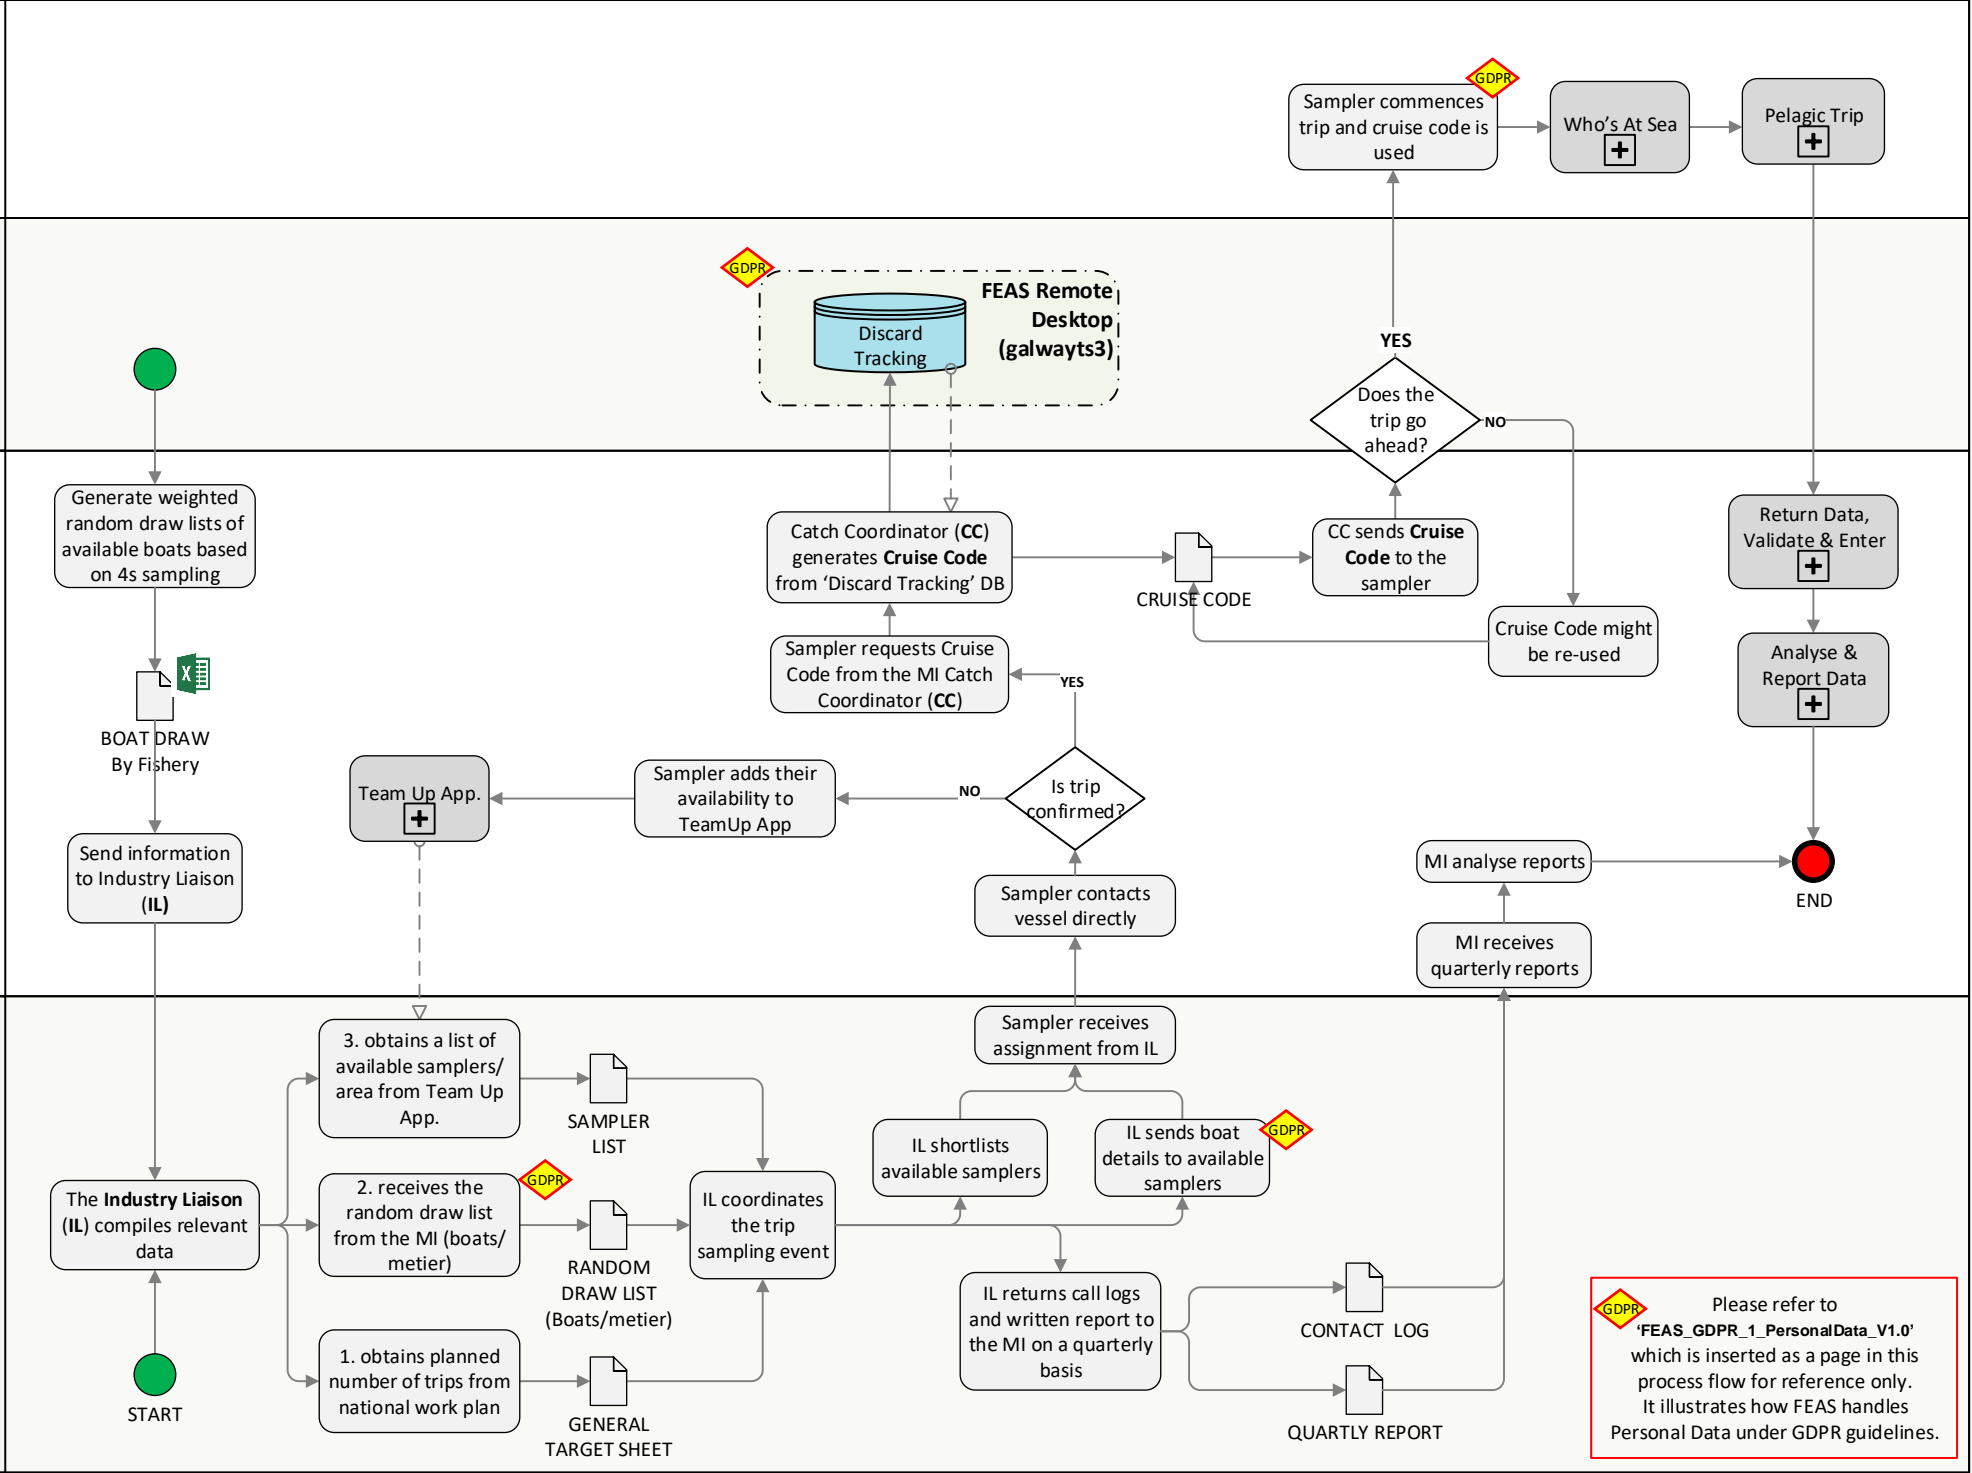 GDPR
Sampler commences
trip and cruise code is
used
Who's At Sea
Pelagic Trip
GDPR
FEAS Remote
Desktop
(galwayts3)
Discard
Tracking
YES
Does the
trip go
ahead?
NO
Generate weighted
random draw lists of
available boats based
on 4s sampling
Catch Coordinator (CC)
generates Cruise Code
from ‘Discard Tracking’ DB
CRUISE CODE
CC sends Cruise
Code to the
sampler
Return Data,
Validate & Enter
Cruise Code might
be re-used
Analyse &
Report Data
Sampler requests Cruise
Code from the MI Catch
Coordinator (CC)
YES
BOAT DRAW
By Fishery
Team Up App.
Sampler adds their
availability to
TeamUp App
NO
Is trip
confirmed?
Send information
to Industry Liaison
(IL)
Sampler contacts
vessel directly
MI analyse reports
END
MI receives
quarterly reports
3. obtains a list of
available samplers/
area from Team Up
App.
SAMPLER
LIST
Sampler receives
assignment from IL
IL shortlists
available samplers
IL sends boat
details to available
samplers
GDPR
The Industry Liaison
(IL) compiles relevant
data
2. receives the
random draw list
from the MI (boats/
metier)
GDPR
RANDOM
DRAW LIST
(Boats/metier)
IL coordinates
the trip
sampling event
IL returns call logs
and written report to
the MI on a quarterly
basis
CONTACT LOG
QUARTLY REPORT
START
1. obtains planned
number of trips from
national work plan
GENERAL
TARGET SHEET
GDPR
Please refer to
‘FEAS_GDPR_1_PersonalData_V1.0’
which is inserted as a page in this
process flow for reference only.
It illustrates how FEAS handles
Personal Data under GDPR guidelines.